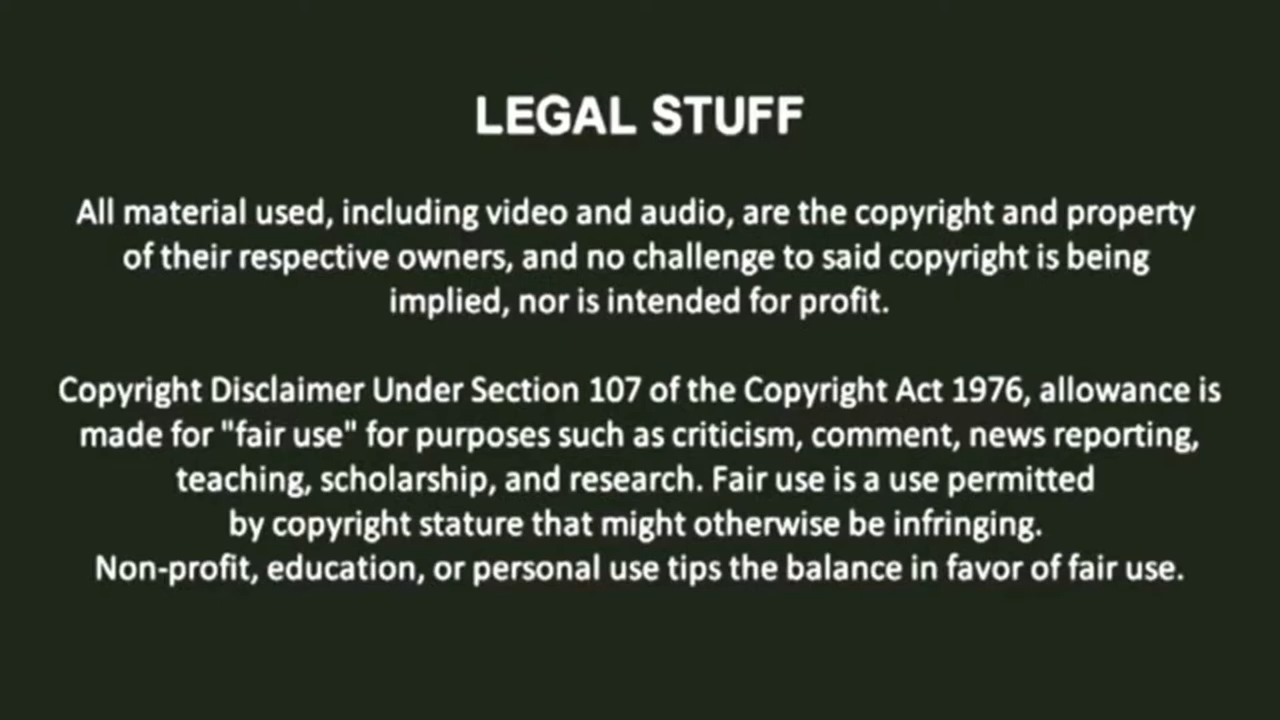 LEGAL STUFF
All material used, including video and audio, are the copyright and property
of their respective owners, and no challenge to said copyright is being
implied, nor is intended for profit.
Copyright Disclaimer Under Section 107 of the Copyright Act 1976, allowance is
made for "fair use" for purposes such as criticism, comment, news reporting,
teaching, scholarship, and research. Fair use is a use permitted
by copyright stature that might otherwise be infringing.
Non-profit, education, or personal use tips the balance in favor of fair use.